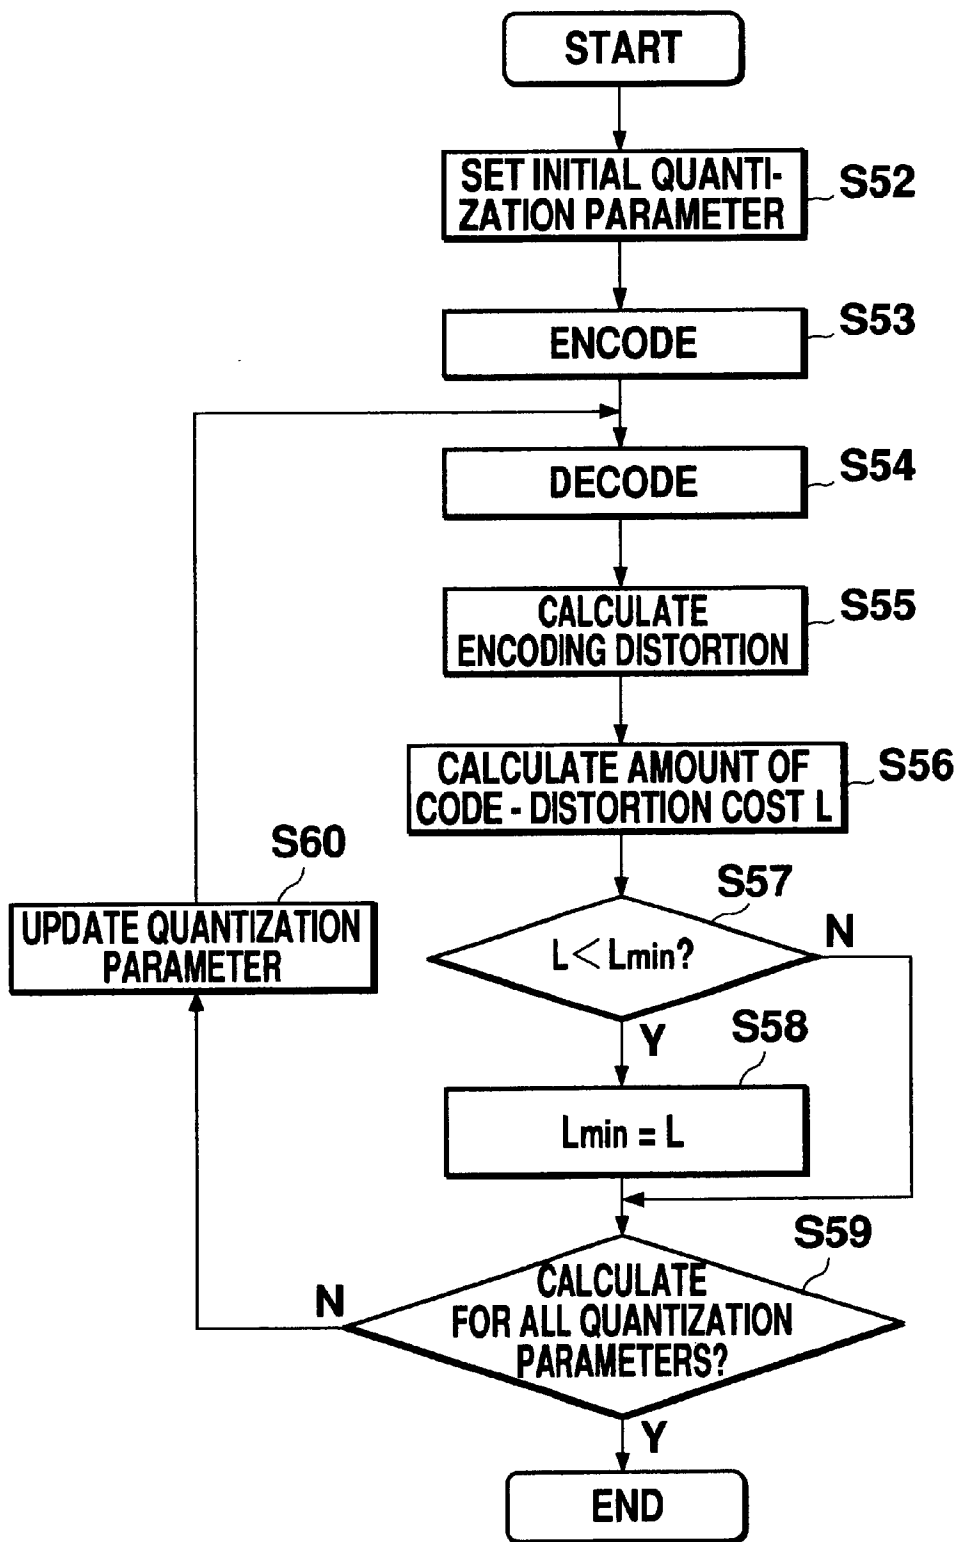 START
SET INITIAL QUANTI-
ZATION PARAMETER
S52
ENCODE
S53
DECODE
S54
CALCULATE
ENCODING DISTORTION
S55
CALCULATE AMOUNT OF
CODE - DISTORTION COST L
S56
S60
UPDATE QUANTIZATION
PARAMETER
S57
L < Lmin?
N
Y
S58
Lmin = L
S59
CALCULATE
FOR ALL QUANTIZATION
PARAMETERS?
N
Y
END